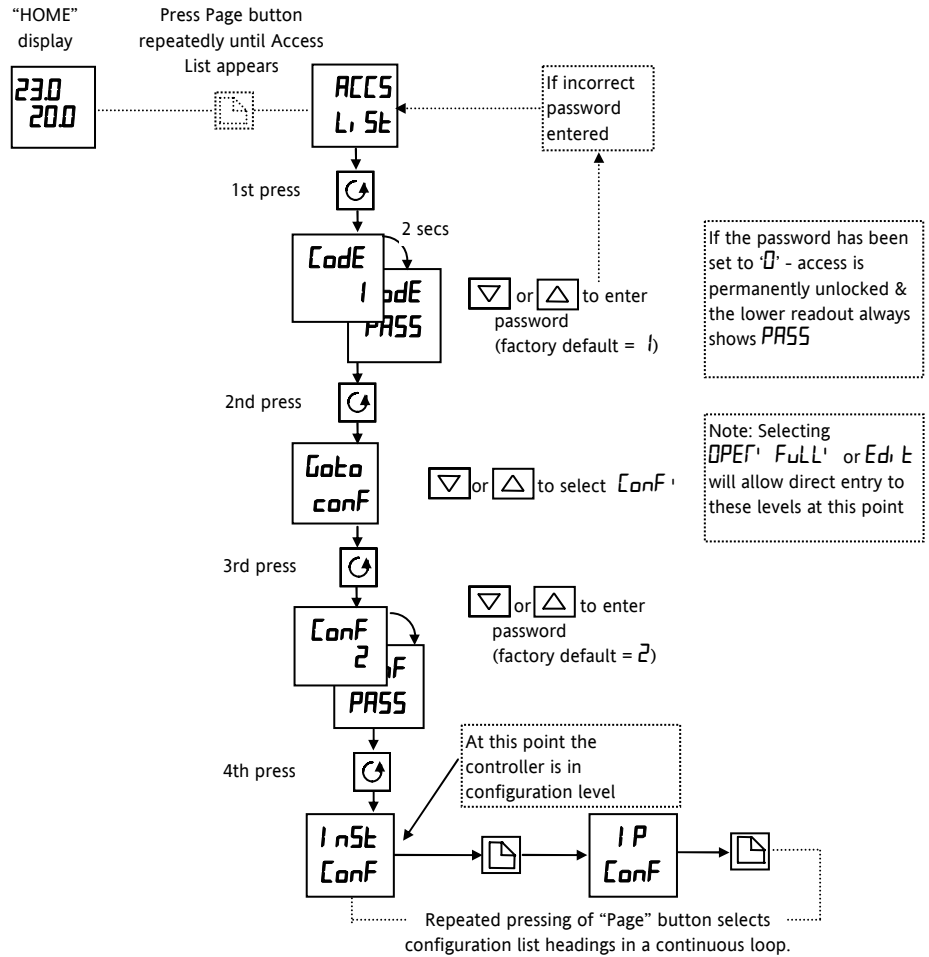 “HOME”
display
Press Page button
repeatedly until Access
List appears
23.0
20.0
ACCS
Li St
If incorrect
password
entered
1st press
2 secs
CodE
1
odE
PASS
or to enter
password
(factory default = 1)
If the password has been
set to ‘0’ - access is
permanently unlocked &
the lower readout always
shows PASS
2nd press
Goto
conF
or to select ConF
Note: Selecting
OPEr FuLL or Edi t
will allow direct entry to
these levels at this point
3rd press
ConF
2
nF
PASS
or to enter
password
(factory default = 2)
4th press
At this point the
controller is in
configuration level
I nSt
ConF
I P
ConF
Repeated pressing of “Page” button selects
configuration list headings in a continuous loop.